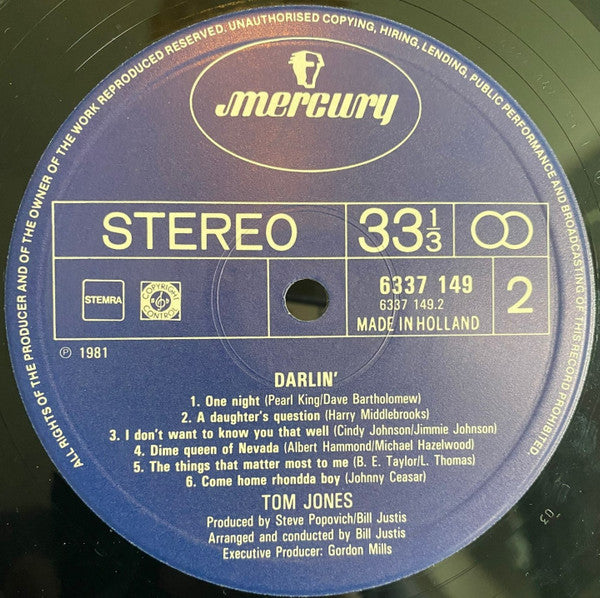 ALL RIGHTS OF THE PRODUCER AND OF THE OWNER OF THE WORK REPRODUCED RESERVED. UNAUTHORISED COPYING, HIRING, LENDING, PUBLIC PERFORMANCE AND BROADCASTING OF THIS RECORD PROHIBITED.
mercury
STEREO
33 1/3
6337 149
6337 149.2
MADE IN HOLLAND
2
STEMRA
COPYRIGHT CONTROL
℗ 1981
DARLIN'
1. One night (Pearl King/Dave Bartholomew)
2. A daughter's question (Harry Middlebrooks)
3. I don't want to know you that well (Cindy Johnson/Jimmie Johnson)
4. Dime queen of Nevada (Albert Hammond/Michael Hazelwood)
5. The things that matter most to me (B. E. Taylor/L. Thomas)
6. Come home rhondda boy (Johnny Ceasar)
TOM JONES
Produced by Steve Popovich/Bill Justis
Arranged and conducted by Bill Justis
Executive Producer: Gordon Mills